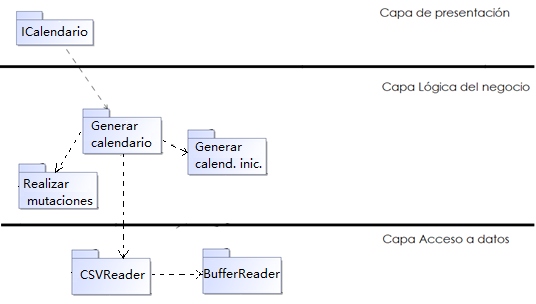 Capa de presentación
ICalendario
Capa Lógica del negocio
Generar
calendario
Generar
calend. inic.
Realizar
mutaciones
Capa Acceso a datos
CSVReader
BufferReader